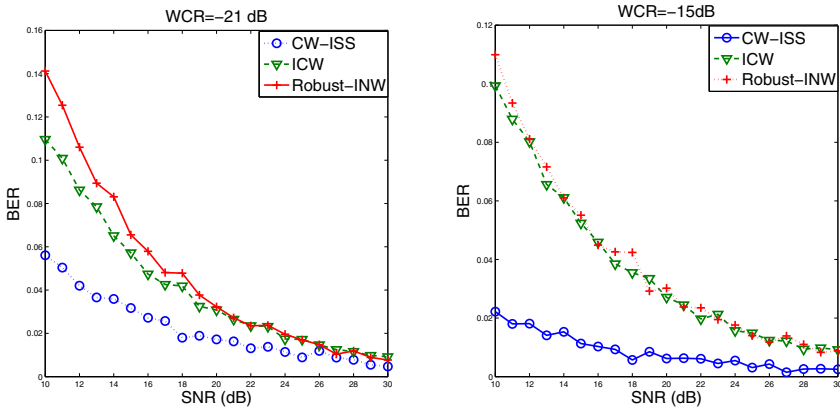 WCR=−21 dB
0.16
0.14
0.12
0.1
0.08
0.06
0.04
0.02
0
BER
CW−ISS
ICW
Robust−INW
10 12 14 16 18 20 22 24 26 28 30
SNR (dB)
WCR=−15dB
0.12
0.1
0.08
0.06
0.04
0.02
0
BER
CW−ISS
ICW
Robust−INW
10 12 14 16 18 20 22 24 26 28 30
SNR (dB)